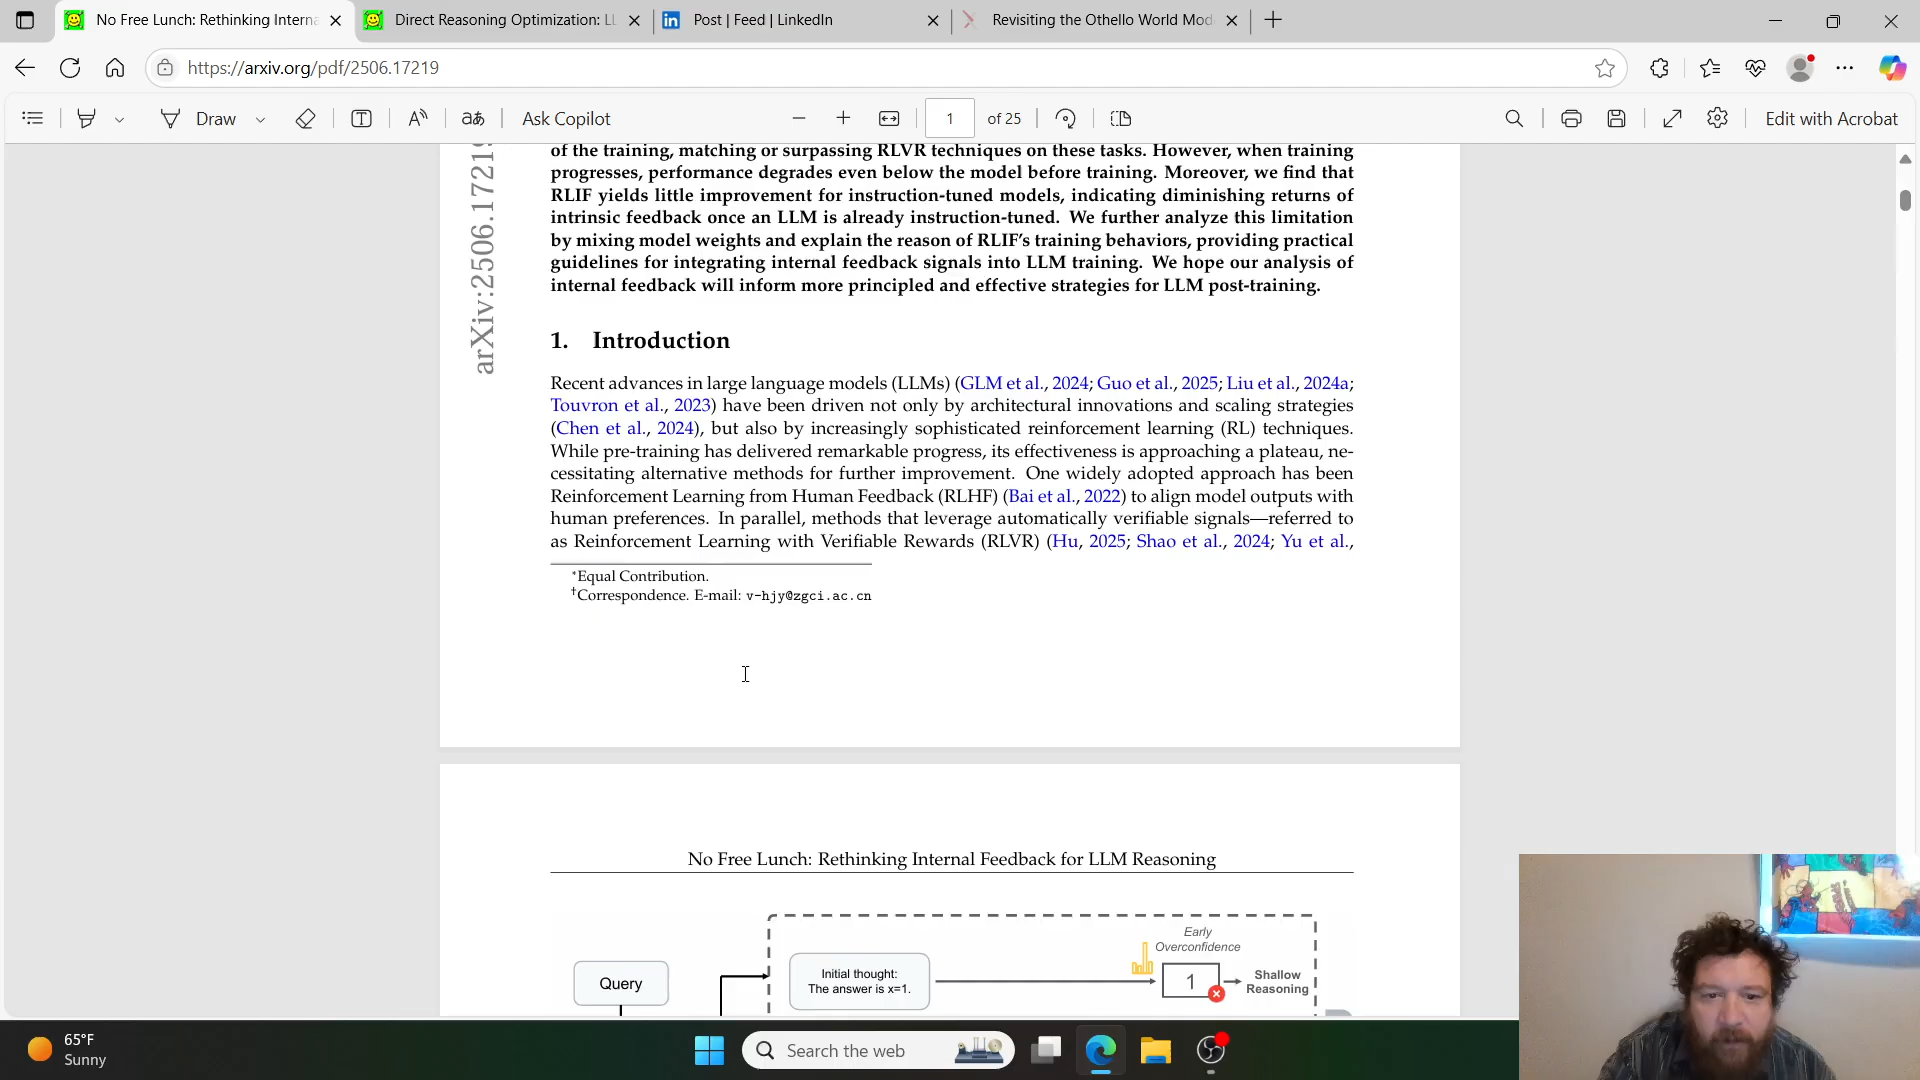 No Free Lunch: Rethinking Interna
Direct Reasoning Optimization: LL
Post | Feed | LinkedIn
Revisiting the Othello World Mod
https://arxiv.org/pdf/2506.17219
Draw
Ask Copilot
1
of 25
Edit with Acrobat
arXiv:2506.17219
of the training, matching or surpassing RLVR techniques on these tasks. However, when training
progresses, performance degrades even below the model before training. Moreover, we find that
RLIF yields little improvement for instruction-tuned models, indicating diminishing returns of
intrinsic feedback once an LLM is already instruction-tuned. We further analyze this limitation
by mixing model weights and explain the reason of RLIF's training behaviors, providing practical
guidelines for integrating internal feedback signals into LLM training. We hope our analysis of
internal feedback will inform more principled and effective strategies for LLM post-training.
1. Introduction
Recent advances in large language models (LLMs) (GLM et al., 2024; Guo et al., 2025; Liu et al., 2024a;
Touvron et al., 2023) have been driven not only by architectural innovations and scaling strategies
(Chen et al., 2024), but also by increasingly sophisticated reinforcement learning (RL) techniques.
While pre-training has delivered remarkable progress, its effectiveness is approaching a plateau, ne-
cessitating alternative methods for further improvement. One widely adopted approach has been
Reinforcement Learning from Human Feedback (RLHF) (Bai et al., 2022) to align model outputs with
human preferences. In parallel, methods that leverage automatically verifiable signals—referred to
as Reinforcement Learning with Verifiable Rewards (RLVR) (Hu, 2025; Shao et al., 2024; Yu et al.,
*Equal Contribution.
†Correspondence. E-mail: v-hjy@zgci.ac.cn
No Free Lunch: Rethinking Internal Feedback for LLM Reasoning
Early
Overconfidence
Query
Initial thought:
The answer is x=1.
1
Shallow
Reasoning
65°F
Sunny
Search the web